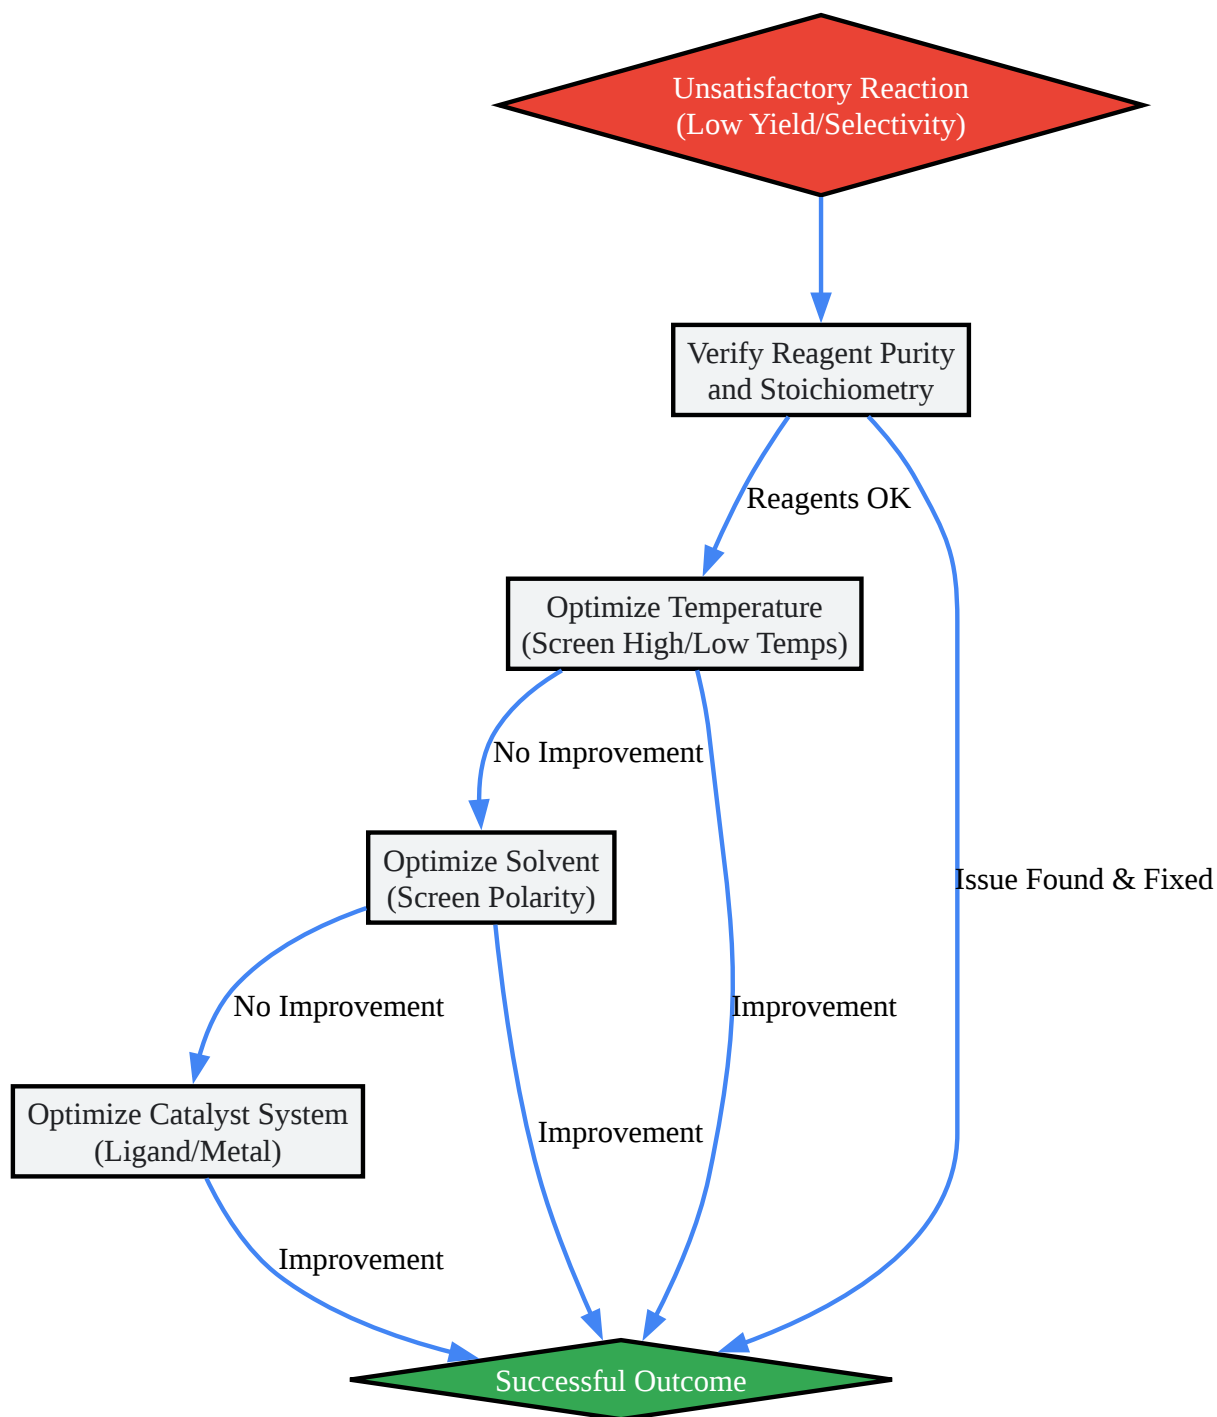 Unsatisfactory Reaction
(Low Yield/Selectivity)
Verify Reagent Purity
and Stoichiometry
Reagents OK
Optimize Temperature
(Screen High/Low Temps)
No Improvement
Optimize Solvent
(Screen Polarity)
Issue Found & Fixed
No Improvement
Improvement
Optimize Catalyst System
(Ligand/Metal)
Improvement
Improvement
Successful Outcome